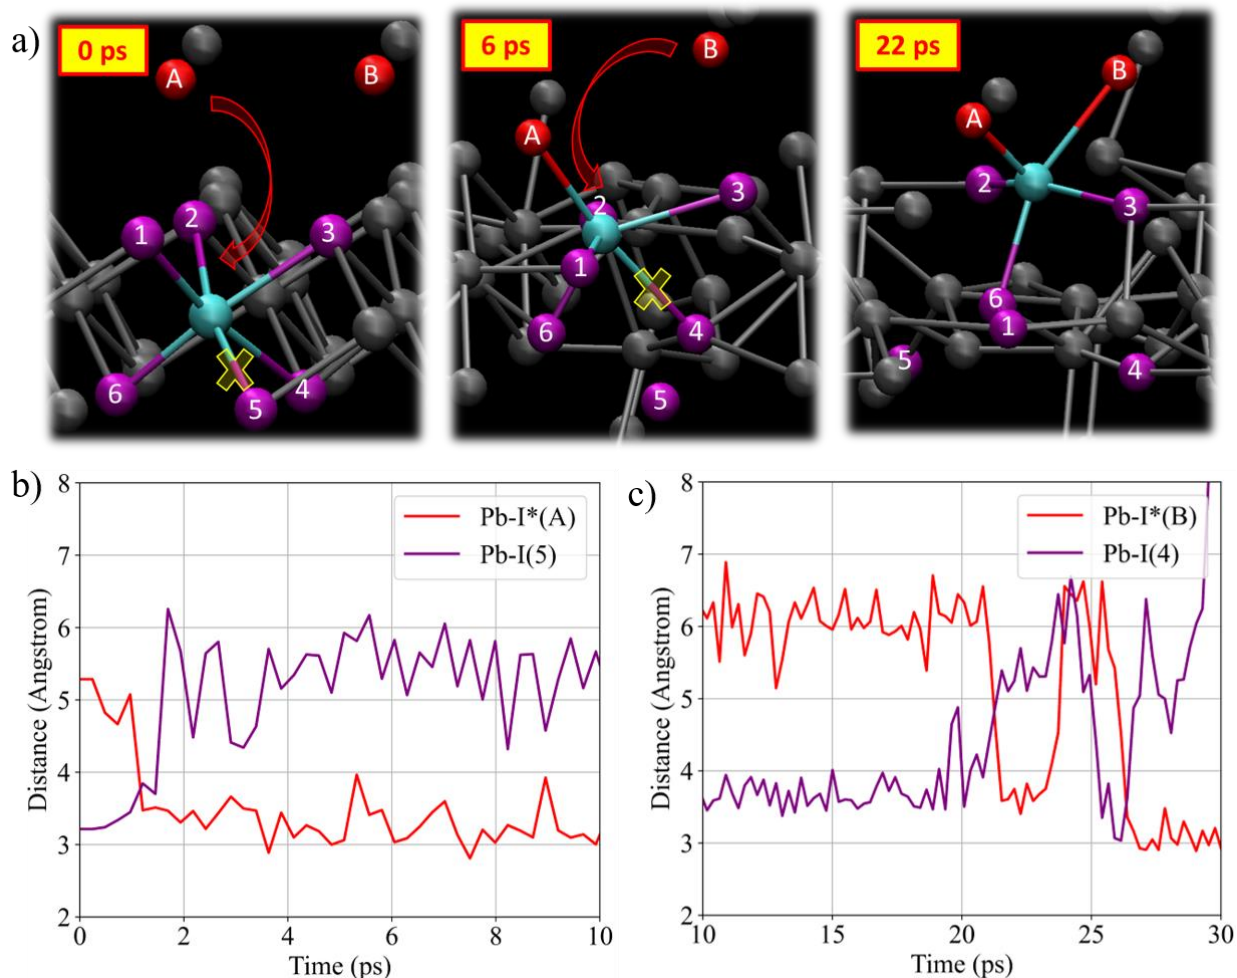 a)
0 ps
A
B
1
2
3
6
5
4
6 ps
B
A
3
2
1
6
4
5
22 ps
B
A
2
3
6
1
5
4
b)
8
7
6
5
4
3
2
Distance (Angstrom)
Pb-I*(A)
Pb-I(5)
0 2 4 6 8 10
Time (ps)
c)
8
7
6
5
4
3
2
Distance (Angstrom)
Pb-I*(B)
Pb-I(4)
10 15 20 25 30
Time (ps)